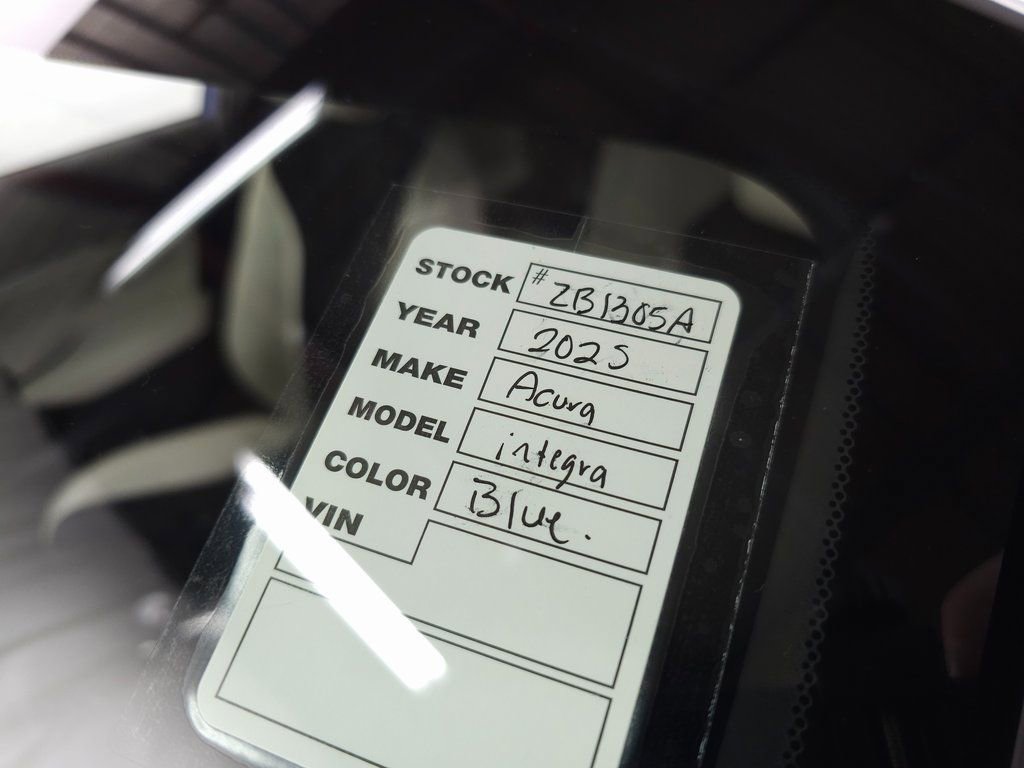 STOCK # ZB1305A
YEAR 2025
MAKE Acura
MODEL integra
COLOR Blue.
VIN